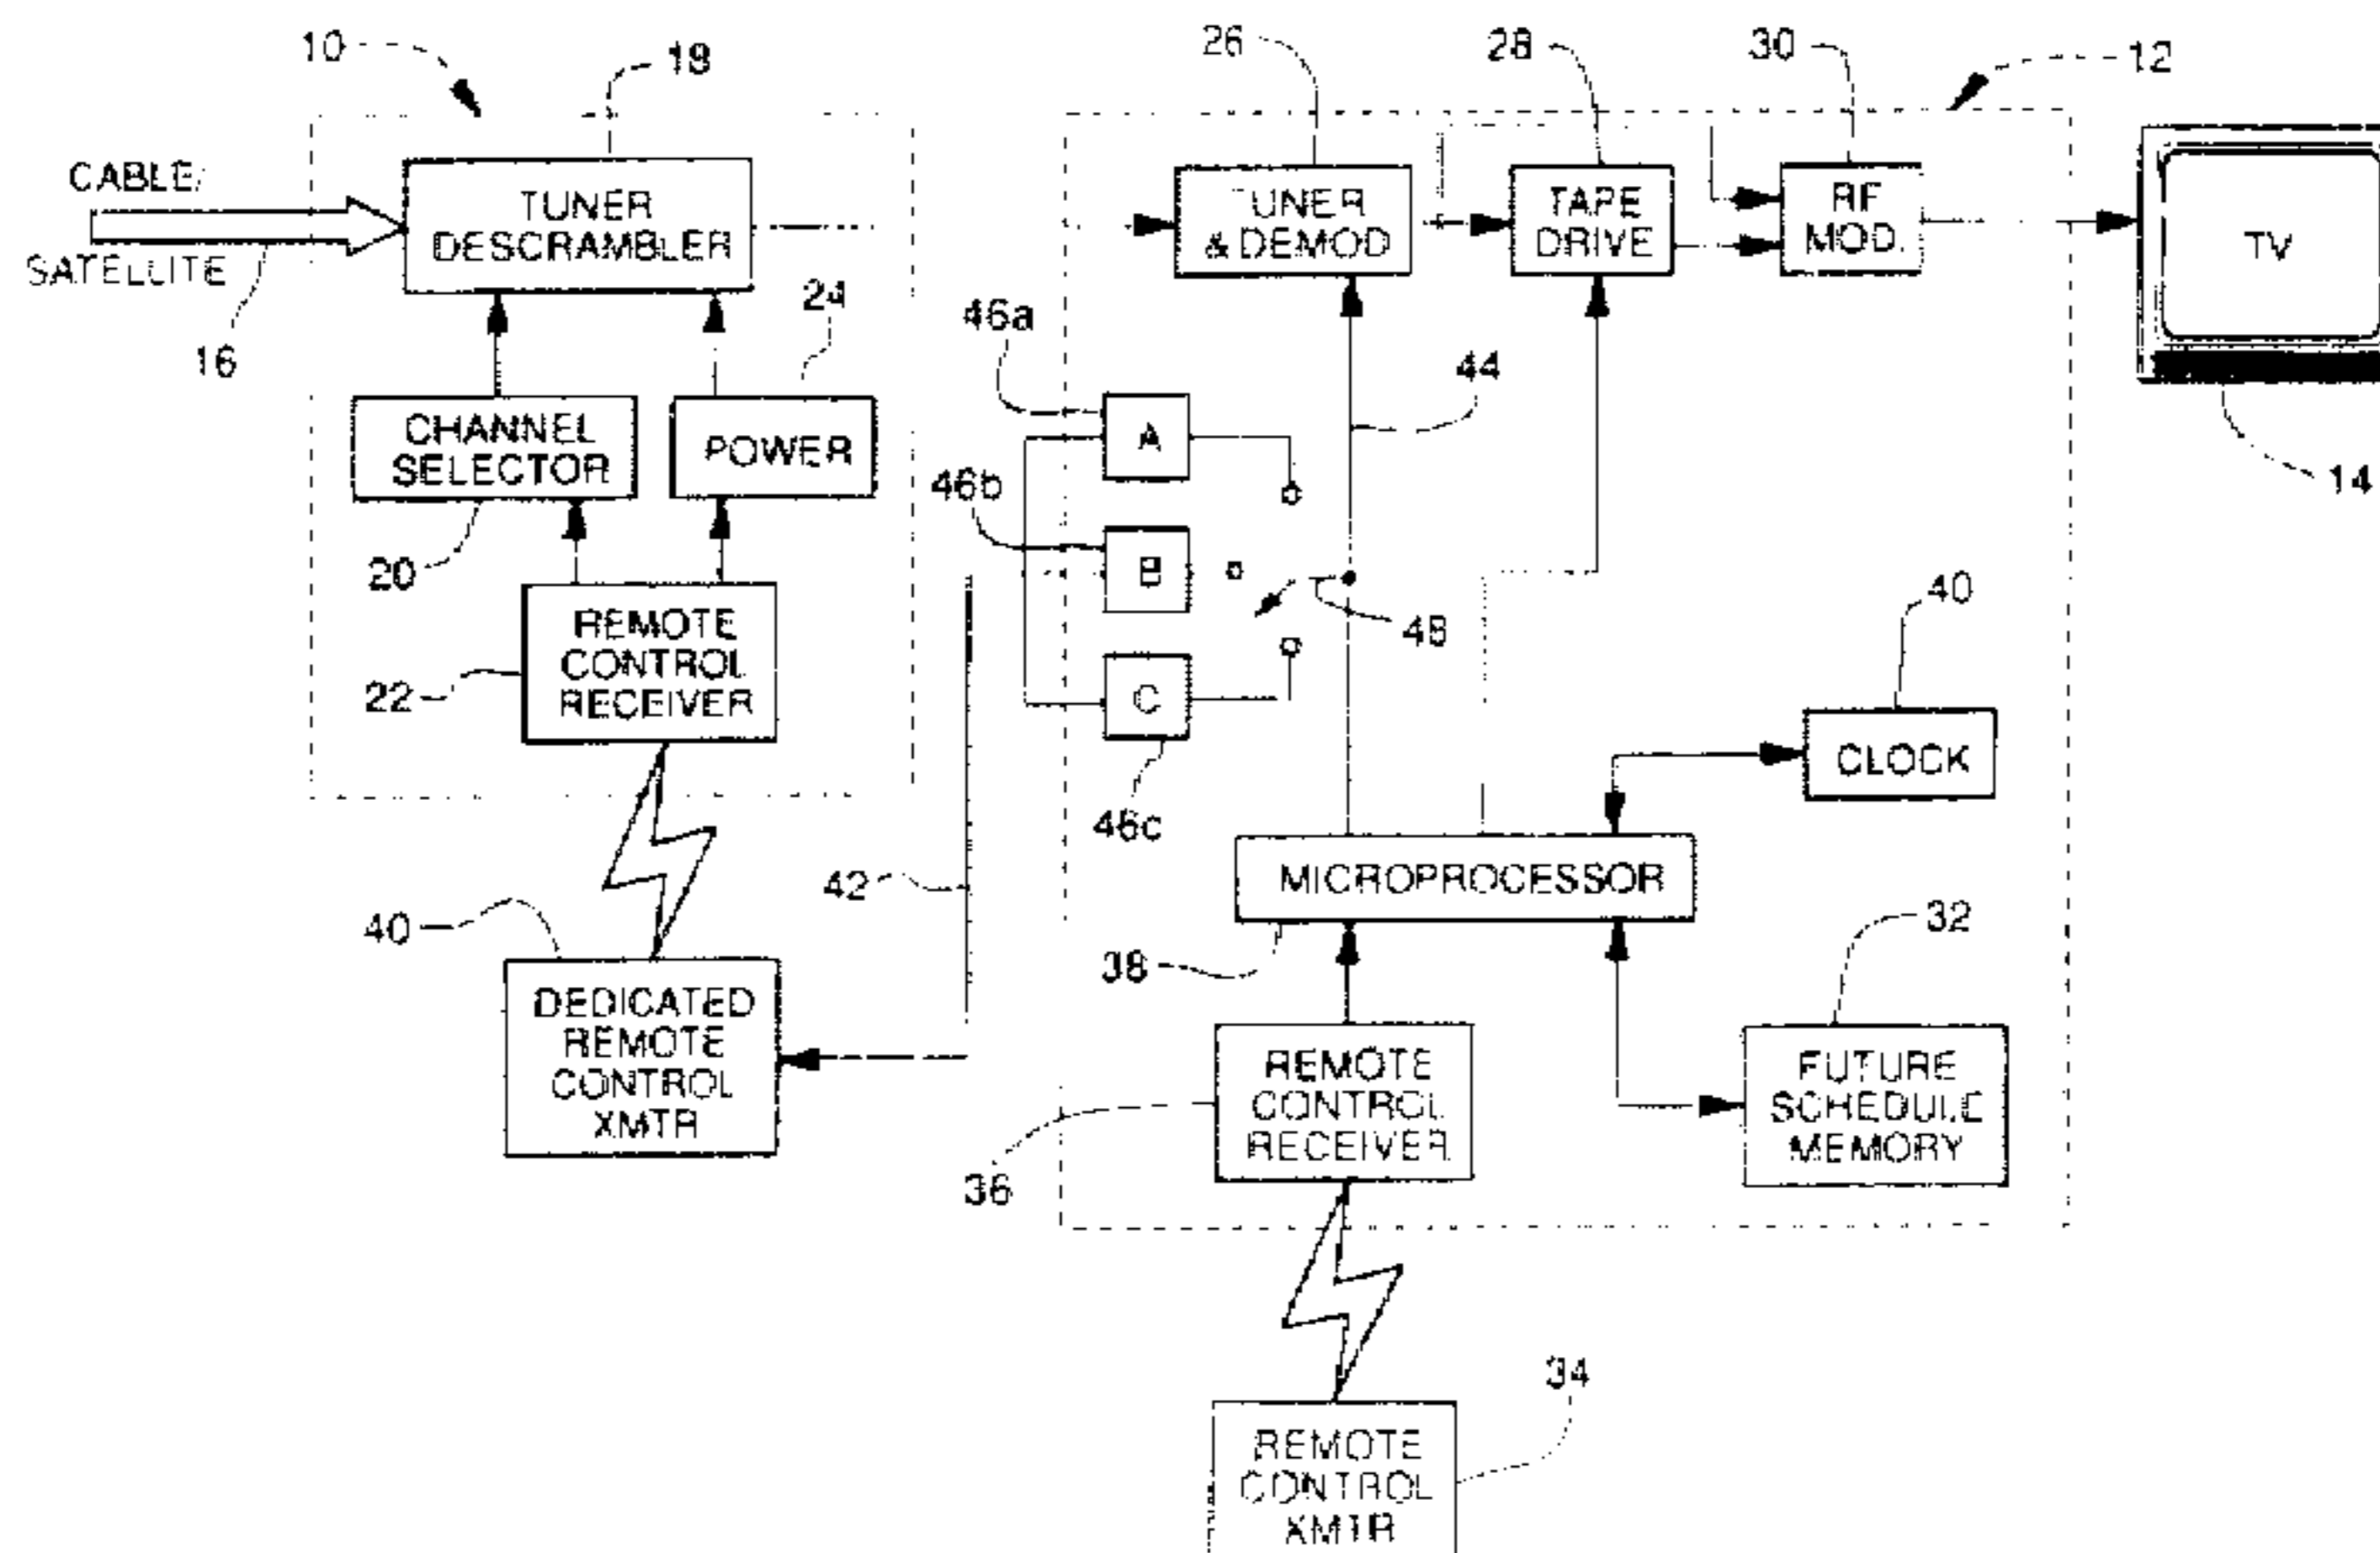 10
18
26
28
30
12
CABLE/
SATELLITE
16
TUNER
DESCRAMBLER
TUNER
& DEMOD
TAPE
DRIVE
RF
MOD.
TV
14
24
46a
44
CHANNEL
SELECTOR
POWER
A
46b
B
20
48
40
REMOTE
CONTROL
RECEIVER
22
C
46c
CLOCK
42
MICROPROCESSOR
38
32
40
DEDICATED
REMOTE
CONTROL
XMTR
REMOTE
CONTROL
RECEIVER
36
FUTURE
SCHEDULE
MEMORY
34
REMOTE
CONTROL
XMTR